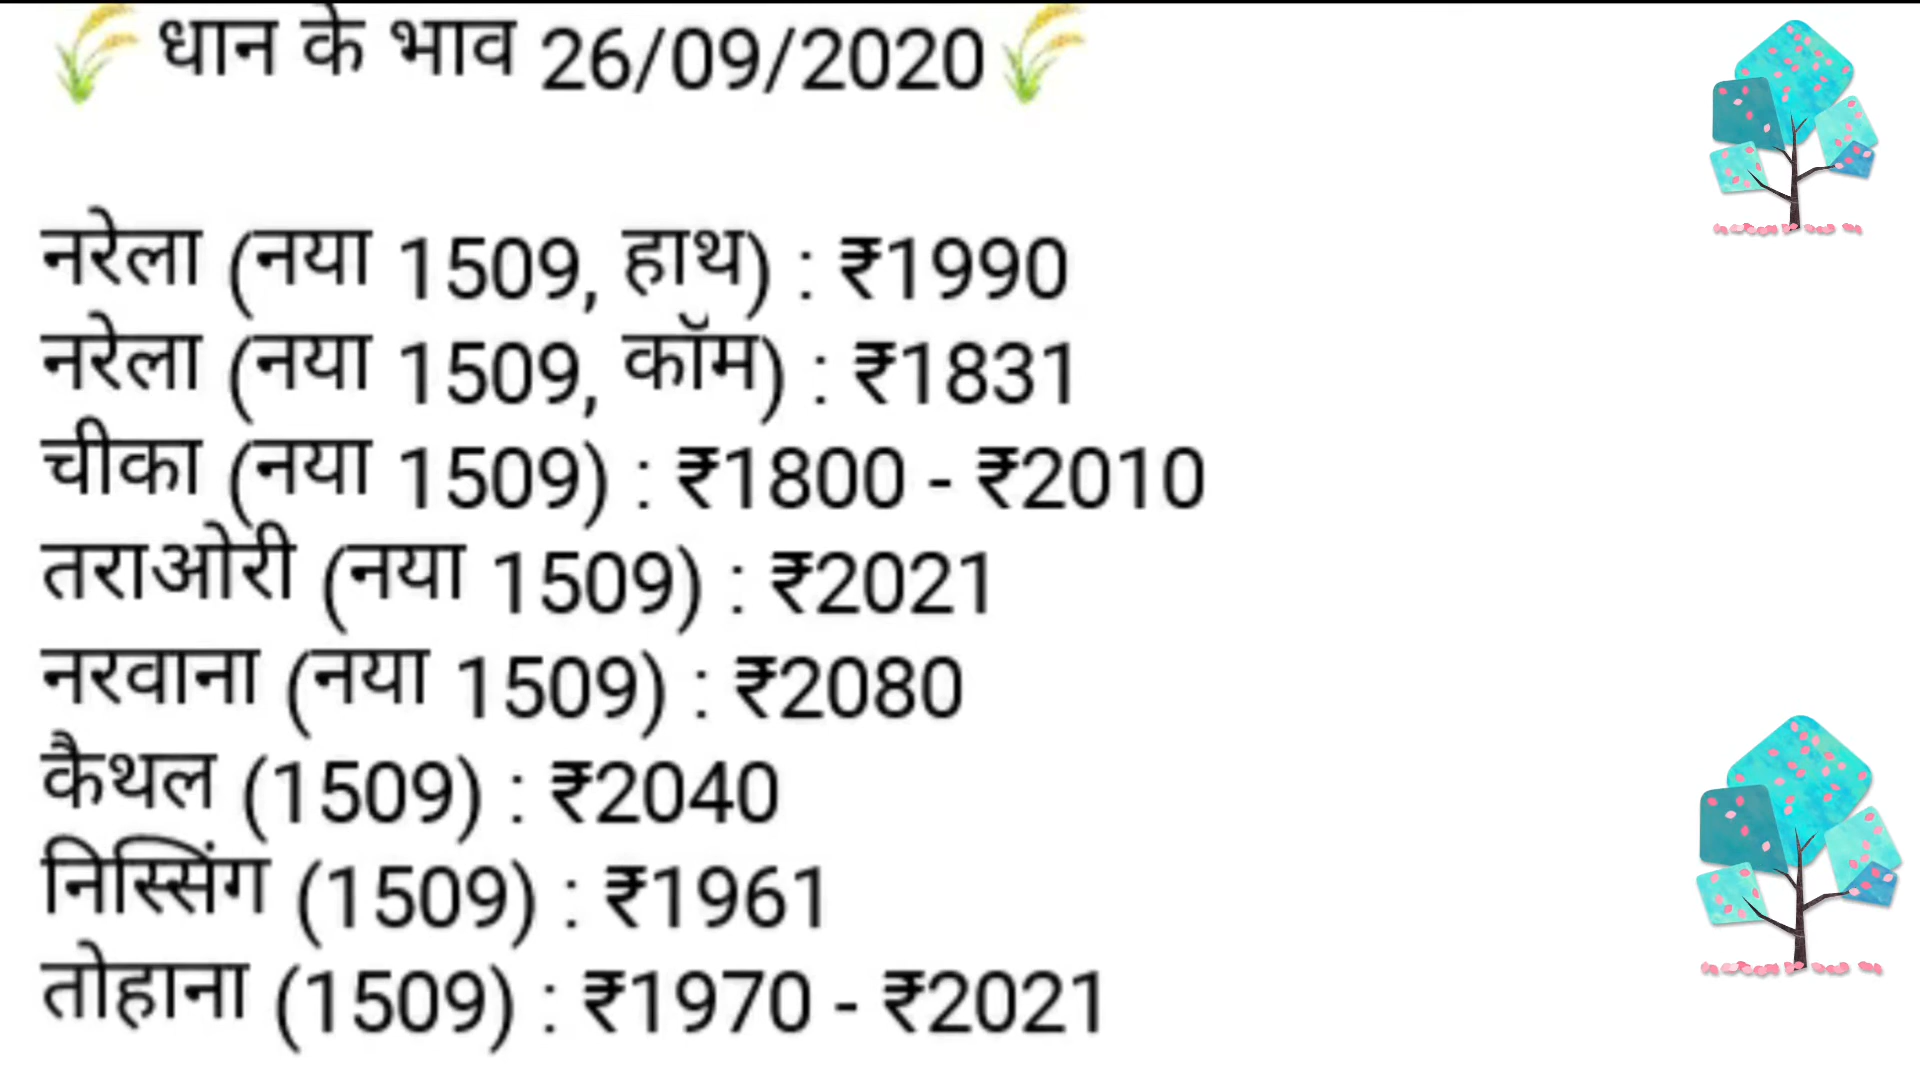 धान के भाव 26/09/2020
नरेला (नया 1509, हाथ) : ₹1990
नरेला (नया 1509, कॉम) : ₹1831
चीका (नया 1509) : ₹1800 - ₹2010
तराओरी (नया 1509) : ₹2021
नरवाना (नया 1509) : ₹2080
कैथल (1509) : ₹2040
निस्सिंग (1509) : ₹1961
तोहाना (1509) : ₹1970 - ₹2021